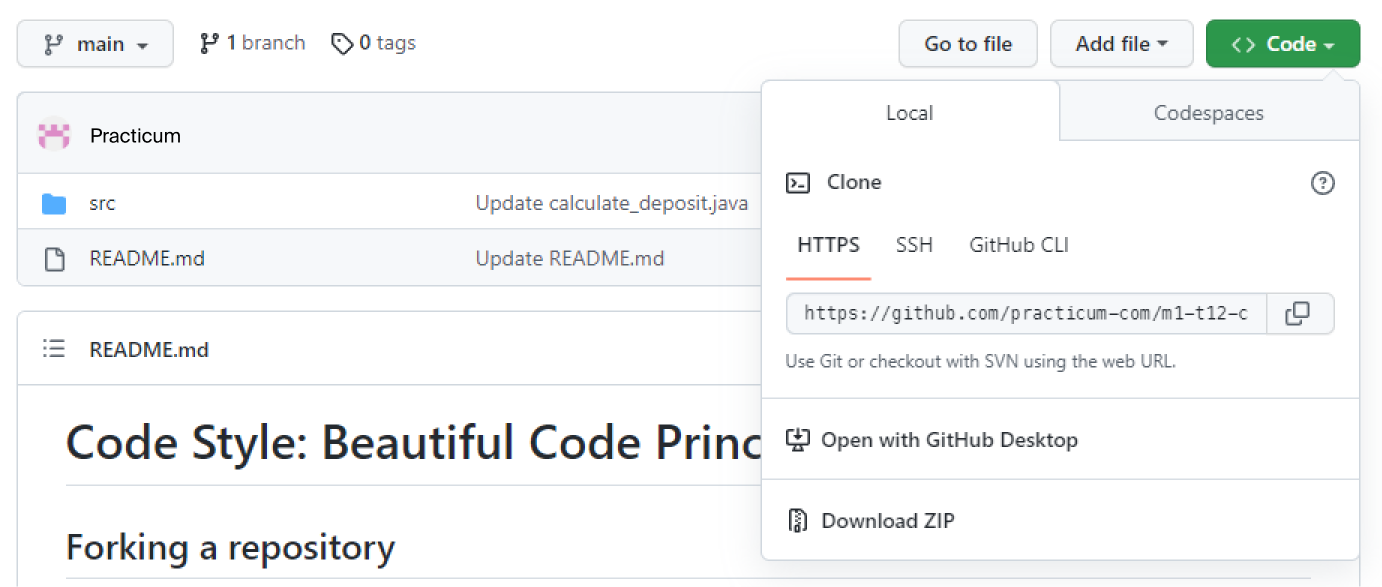 main
1 branch
0 tags
Go to file
Add file
<> Code
Practicum
src
Update calculate_deposit.java
README.md
Update README.md
README.md
Code Style: Beautiful Code
Forking a repository
Local
Codespaces
Clone
HTTPS
SSH
GitHub CLI
https://github.com/practicum-com/m1-t12-c
Use Git or checkout with SVN using the web URL.
Open with GitHub Desktop
Download ZIP